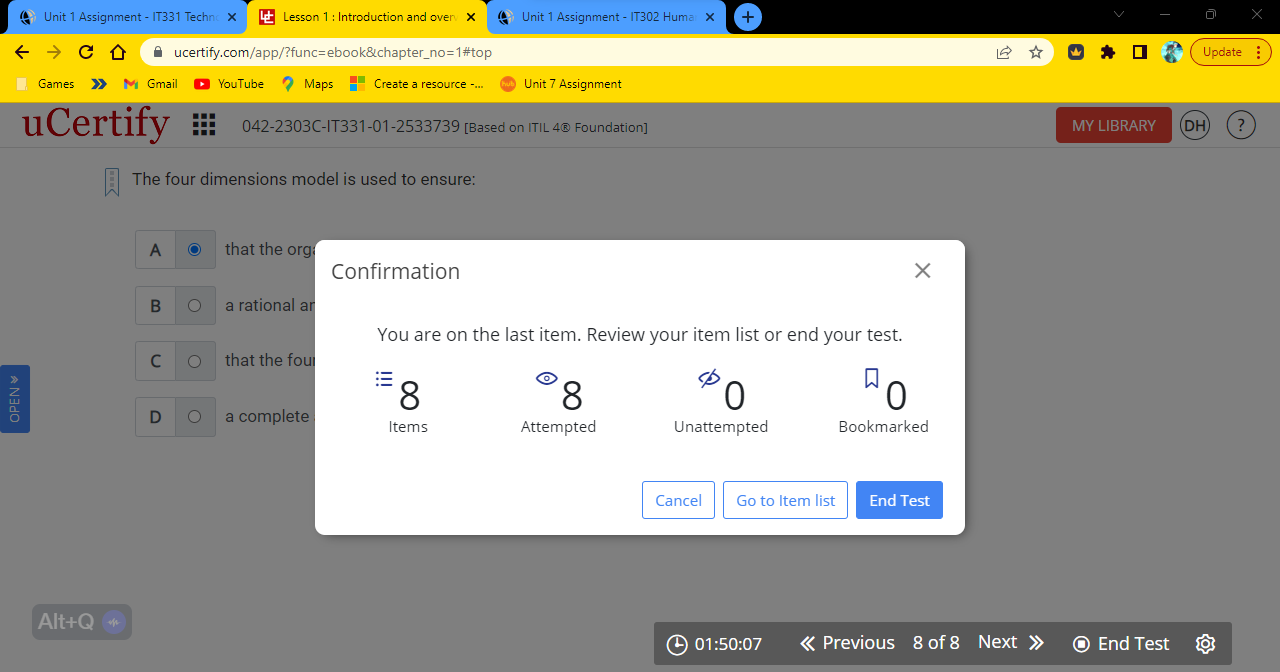 Unit 1 Assignment - IT331 Techn
Lesson 1 : Introduction and over
Unit 1 Assignment - IT302 Huma
ucertify.com/app/?func=ebook&chapter_no=1#top
Update
Games
Gmail
YouTube
Maps
Create a resource -...
hub
Unit 7 Assignment
uCertify
042-2303C-IT331-01-2533739 [Based on ITIL 4® Foundation]
MY LIBRARY
DH
?
The four dimensions model is used to ensure:
A that the orga
B a rational an
C that the four
D a complete
OPEN »
Confirmation
You are on the last item. Review your item list or end your test.
8 8 0 0
Items Attempted Unattempted Bookmarked
Cancel Go to Item list End Test
Alt+Q
01:50:07 Previous 8 of 8 Next End Test